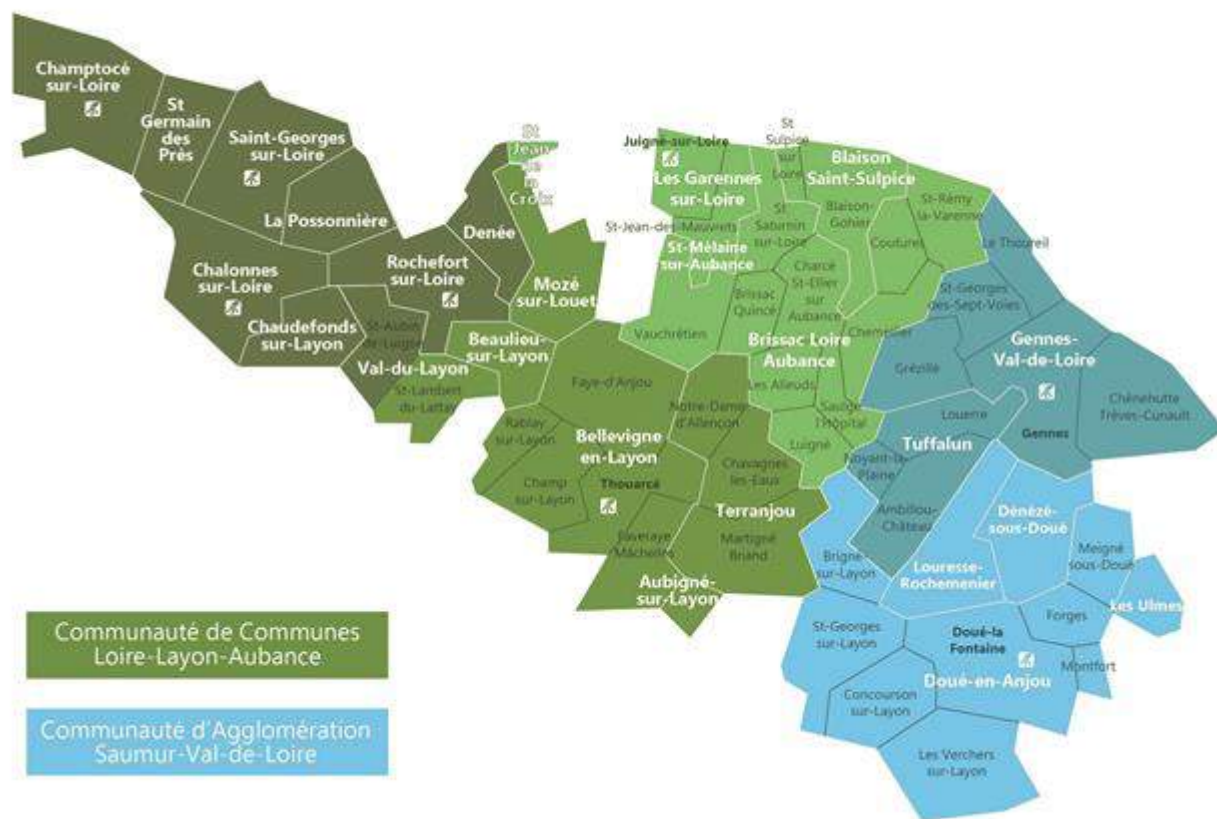 Champtocé
sur-Loire
St
Germain
des
Près
Saint-Georges
sur-Loire
La Possonnière
St
Jean
de
la
Croix
Denée
Rochefort
sur-Loire
Mozé
sur-Louet
Chalonnes
sur-Loire
Chaudefonds
sur-Layon
St-Aubin
de-Luigné
Val-du-Layon
St-Lambert
du-Lattay
Beaulieu-
sur-Layon
Juigné-sur-Loire
Les Garennes
sur-Loire
St
Sulpice
sur
Loire
Blaison
Saint-Sulpice
St-Jean-des-Mauvrets
St-Mélaine
sur-Aubance
St
Saturnin
sur-Loire
Blaison-
Gohier
Coutures
St-Rémy
la-Varenne
Le Thoureil
Brissac
Quincé
Charcé
St-Ellier
sur
Aubance
St-Georges
des-Sept-Voies
Vauchrétien
Brissac Loire
Aubance
Chemellier
Gennes-
Val-de-Loire
Les Alleuds
Grézillé
Chênehutte
Trèves-Cunault
Faye-d'Anjou
Notre-Dame-
d'Allençon
Saulgé-
l'Hôpital
Luigné
Louerre
Tuffalun
Gennes
Rablay
sur-Layon
Bellevigne
en-Layon
Noyant-la-
Plaine
Champ
sur-Layon
Thouarcé
Chavagnes
les-Eaux
Terranjou
Ambillou-
Château
Dénezé-
sous-Doué
Faveraye
Mâchelles
Martigné
Briand
Brigné
sur-Layon
Meigné
sous-Doué
Aubigné-
sur-Layon
Louresse-
Rochemenier
Les Ulmes
Communauté de Communes
Loire-Layon-Aubance
St-Georges
sur-Layon
Doué-la
Fontaine
Forges
Montfort
Doué-en-Anjou
Concourson
sur-Layon
Communauté d'Agglomération
Saumur-Val-de-Loire
Les Verchers
sur-Layon